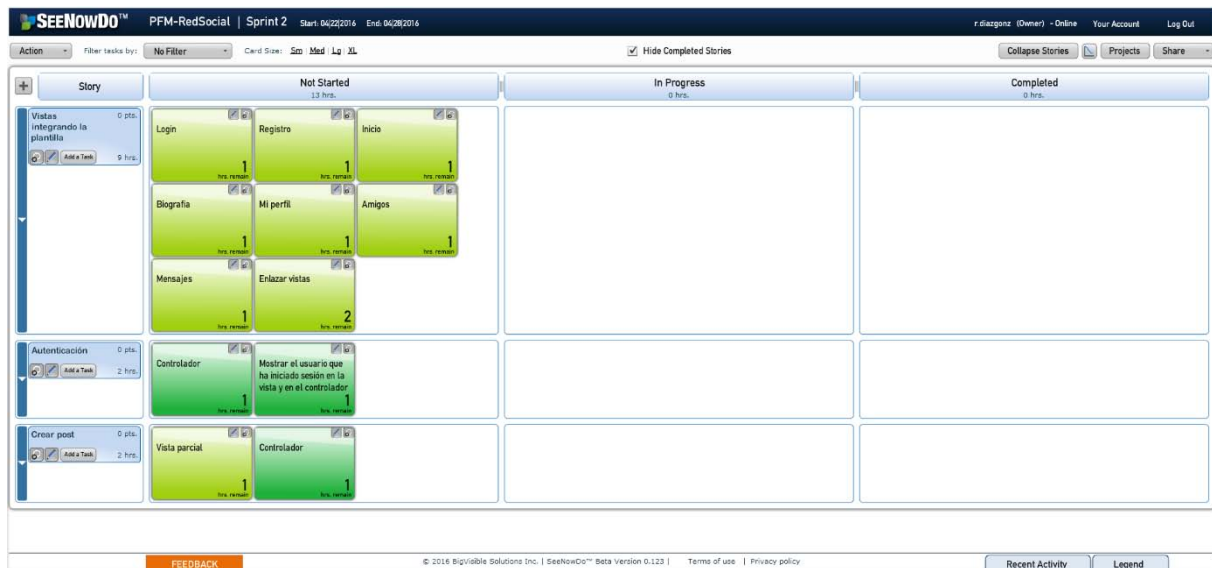 SEENOWDO™ PFM-RedSocial | Sprint 2 Start: 04|22|2016 End: 04|28|2016 r.diazgonz (Owner) - Online Your Account Log Out
Action Filter tasks by: No Filter Card Size: Sm | Med | Lg | XL Hide Completed Stories Collapse Stories Projects Share
+ Story Not Started In Progress Completed
13 hrs. 0 hrs. 0 hrs.
Vistas integrando la plantilla 0 pts.
Add a Task 9 hrs.
Login
1
hrs. remain
Registro
1
hrs. remain
Inicio
1
hrs. remain
Biografia
1
hrs. remain
Mi perfil
1
hrs. remain
Amigos
1
hrs. remain
Mensajes
1
hrs. remain
Enlazar vistas
2
hrs. remain
Autenticación 0 pts.
Add a Task 2 hrs.
Controlador
1
hrs. remain
Mostrar el usuario que
ha iniciado sesión en la
vista y en el controlador
1
hrs. remain
Crear post 0 pts.
Add a Task 2 hrs.
Vista parcial
1
hrs. remain
Controlador
1
hrs. remain
FEEDBACK © 2016 BigVisible Solutions Inc. | SeeNowDo™ Beta Version 0.123 | Terms of use | Privacy policy Recent Activity Legend